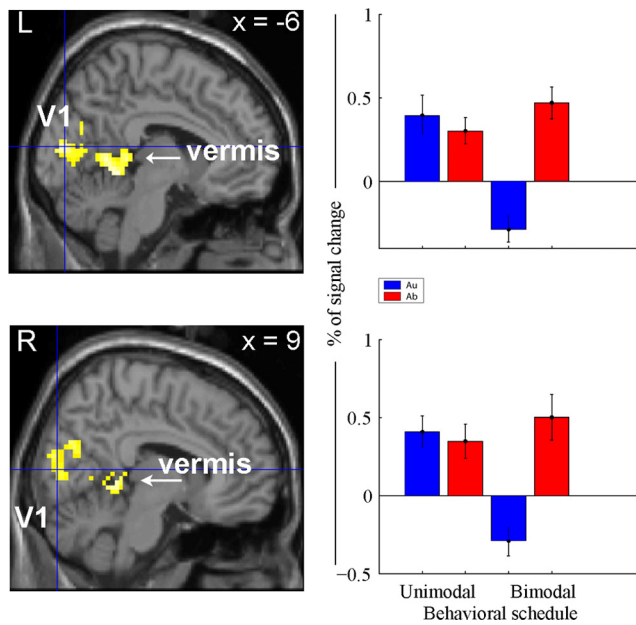 L
x = -6
V1
vermis
R
x = 9
vermis
V1
% of signal change
1
0.5
0
Au
Ab
1
0.5
0
−0.5
Unimodal Bimodal
Behavioral schedule